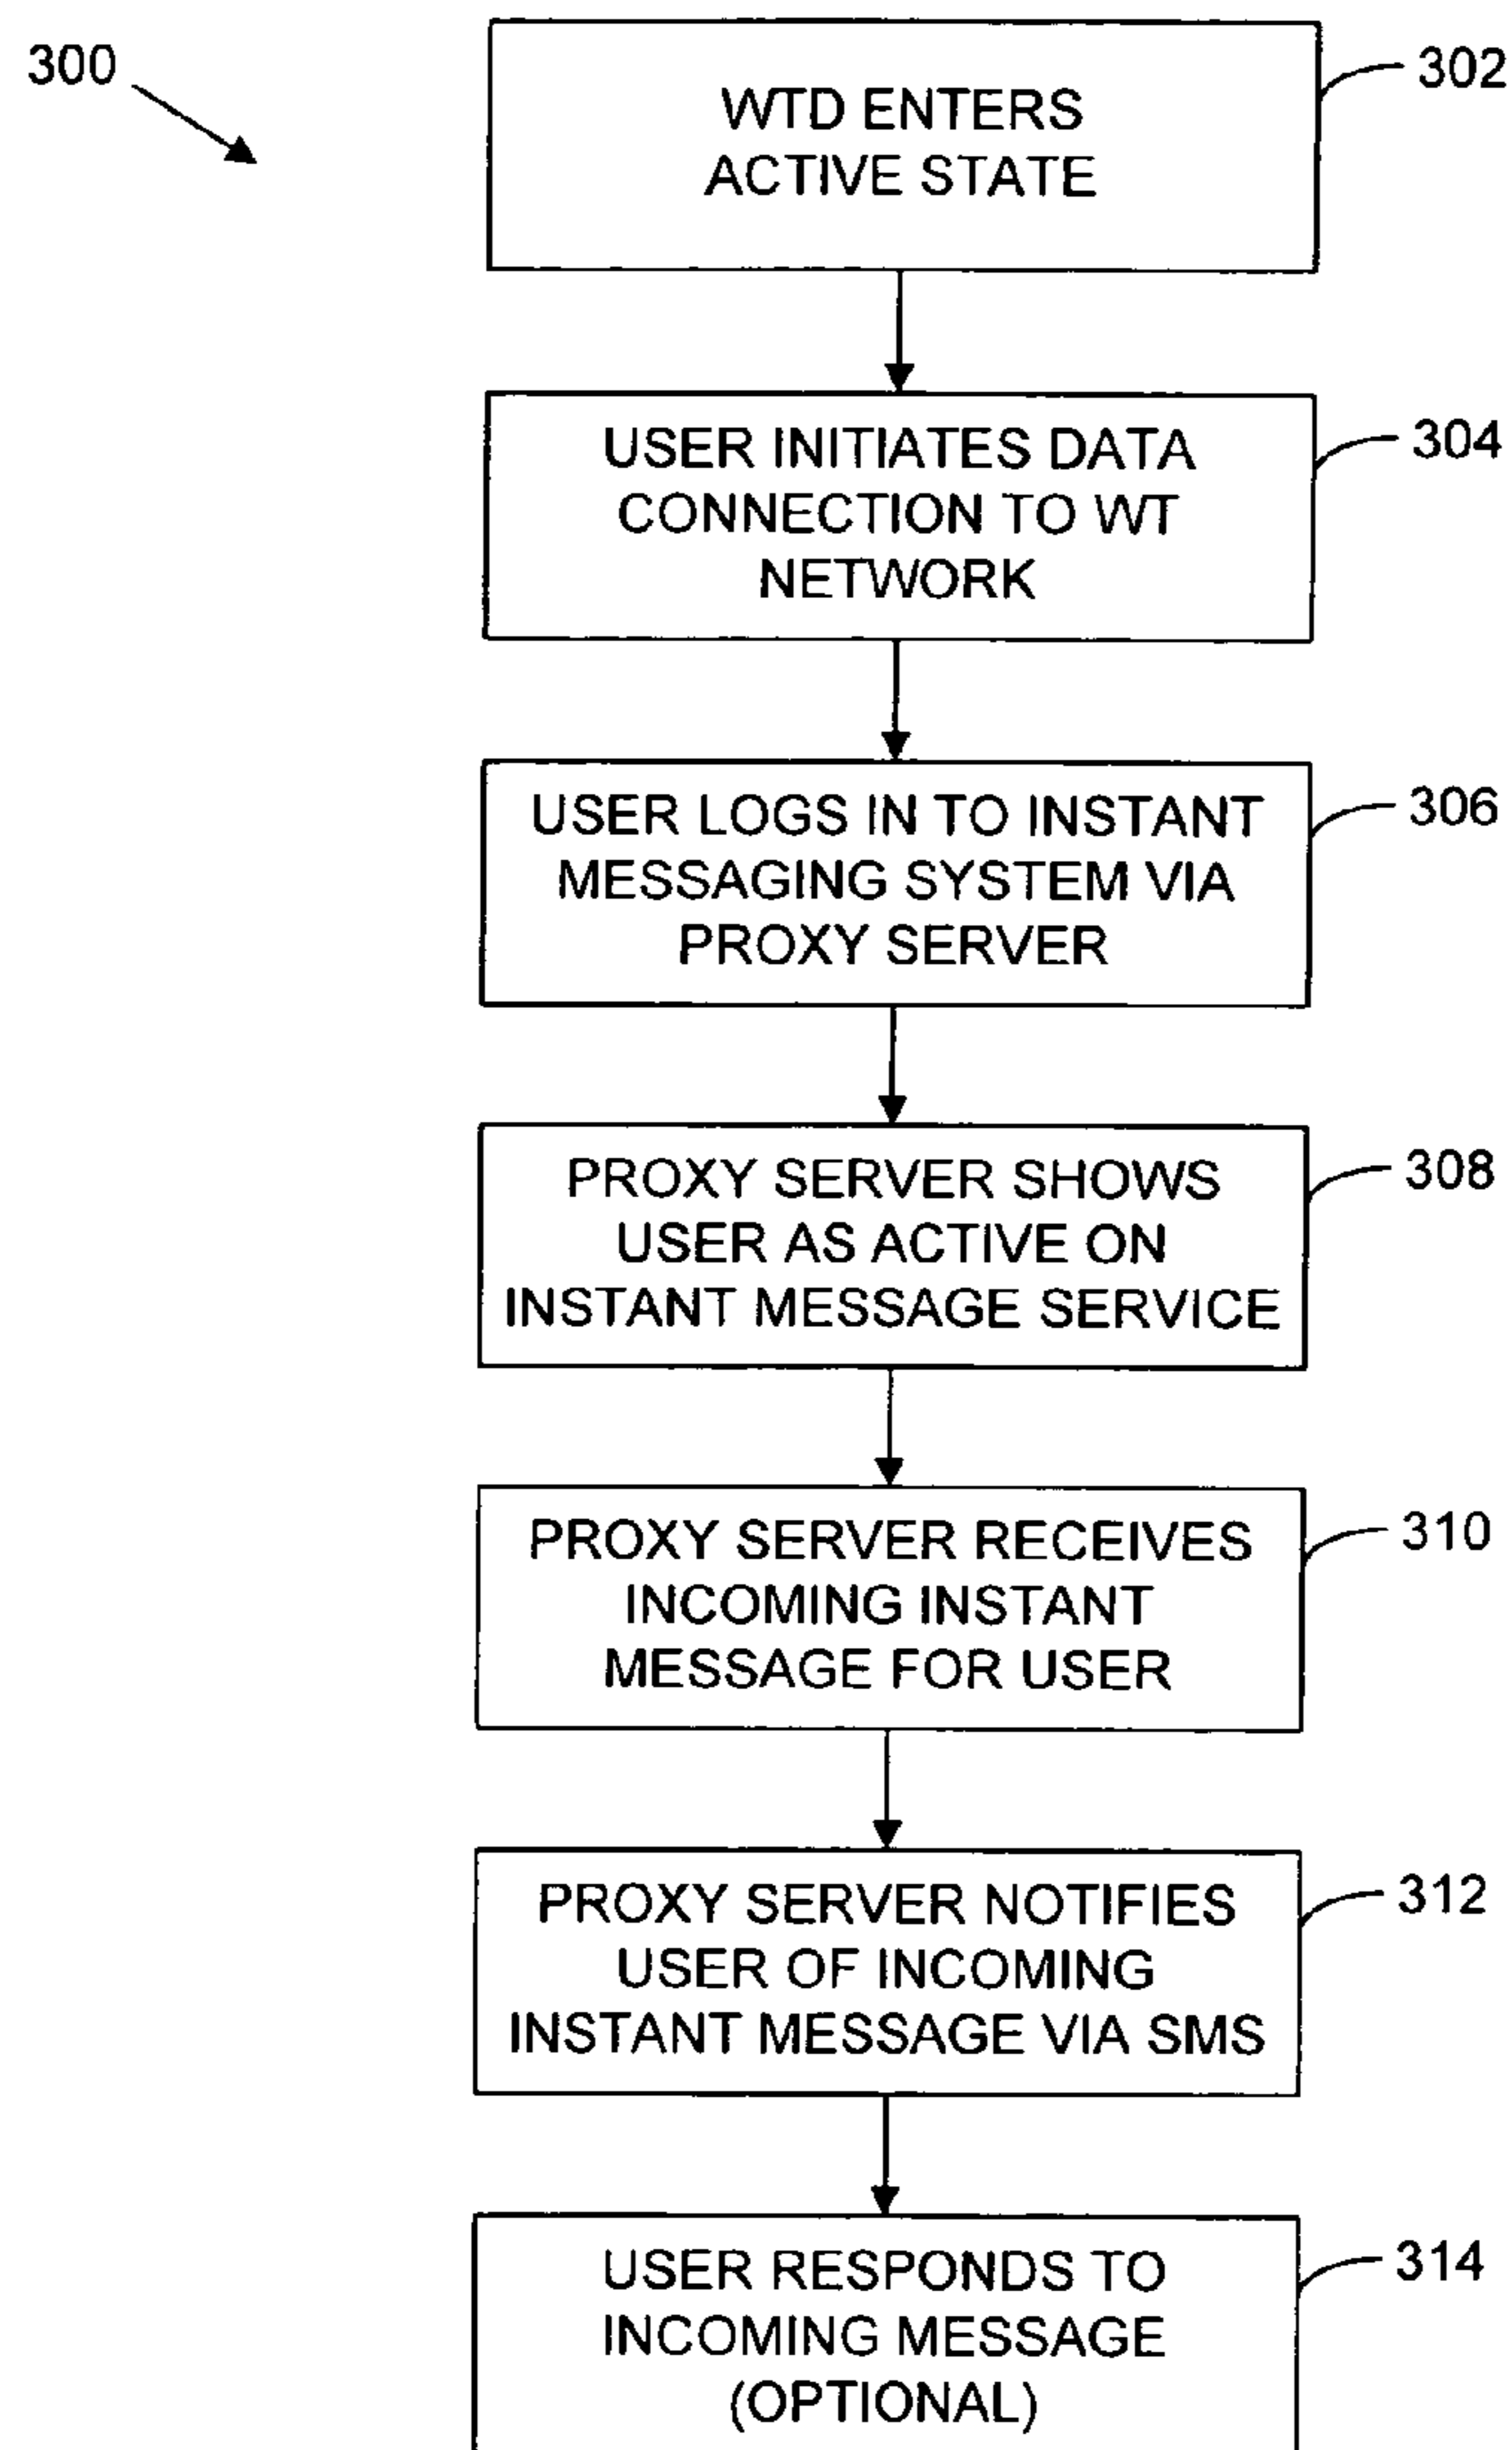 300
302
WTD ENTERS
ACTIVE STATE
304
USER INITIATES DATA
CONNECTION TO WT
NETWORK
306
USER LOGS IN TO INSTANT
MESSAGING SYSTEM VIA
PROXY SERVER
308
PROXY SERVER SHOWS
USER AS ACTIVE ON
INSTANT MESSAGE SERVICE
310
PROXY SERVER RECEIVES
INCOMING INSTANT
MESSAGE FOR USER
312
PROXY SERVER NOTIFIES
USER OF INCOMING
INSTANT MESSAGE VIA SMS
314
USER RESPONDS TO
INCOMING MESSAGE
(OPTIONAL)